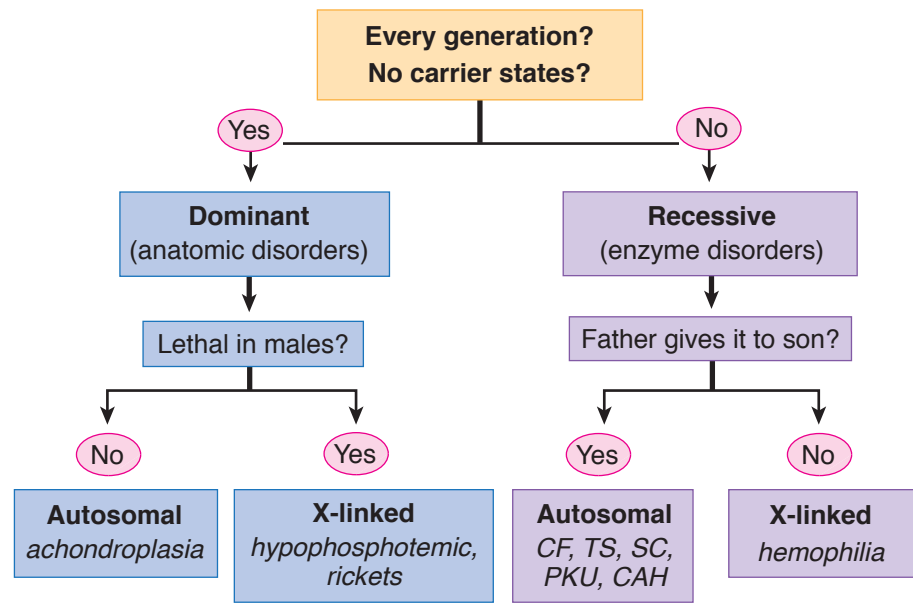 Every generation?
No carrier states?
Yes
No
Dominant
(anatomic disorders)
Recessive
(enzyme disorders)
Lethal in males?
Father gives it to son?
No
Yes
Yes
No
Autosomal
achondroplasia
X-linked
hypophosphotemic,
rickets
Autosomal
CF, TS, SC,
PKU, CAH
X-linked
hemophilia